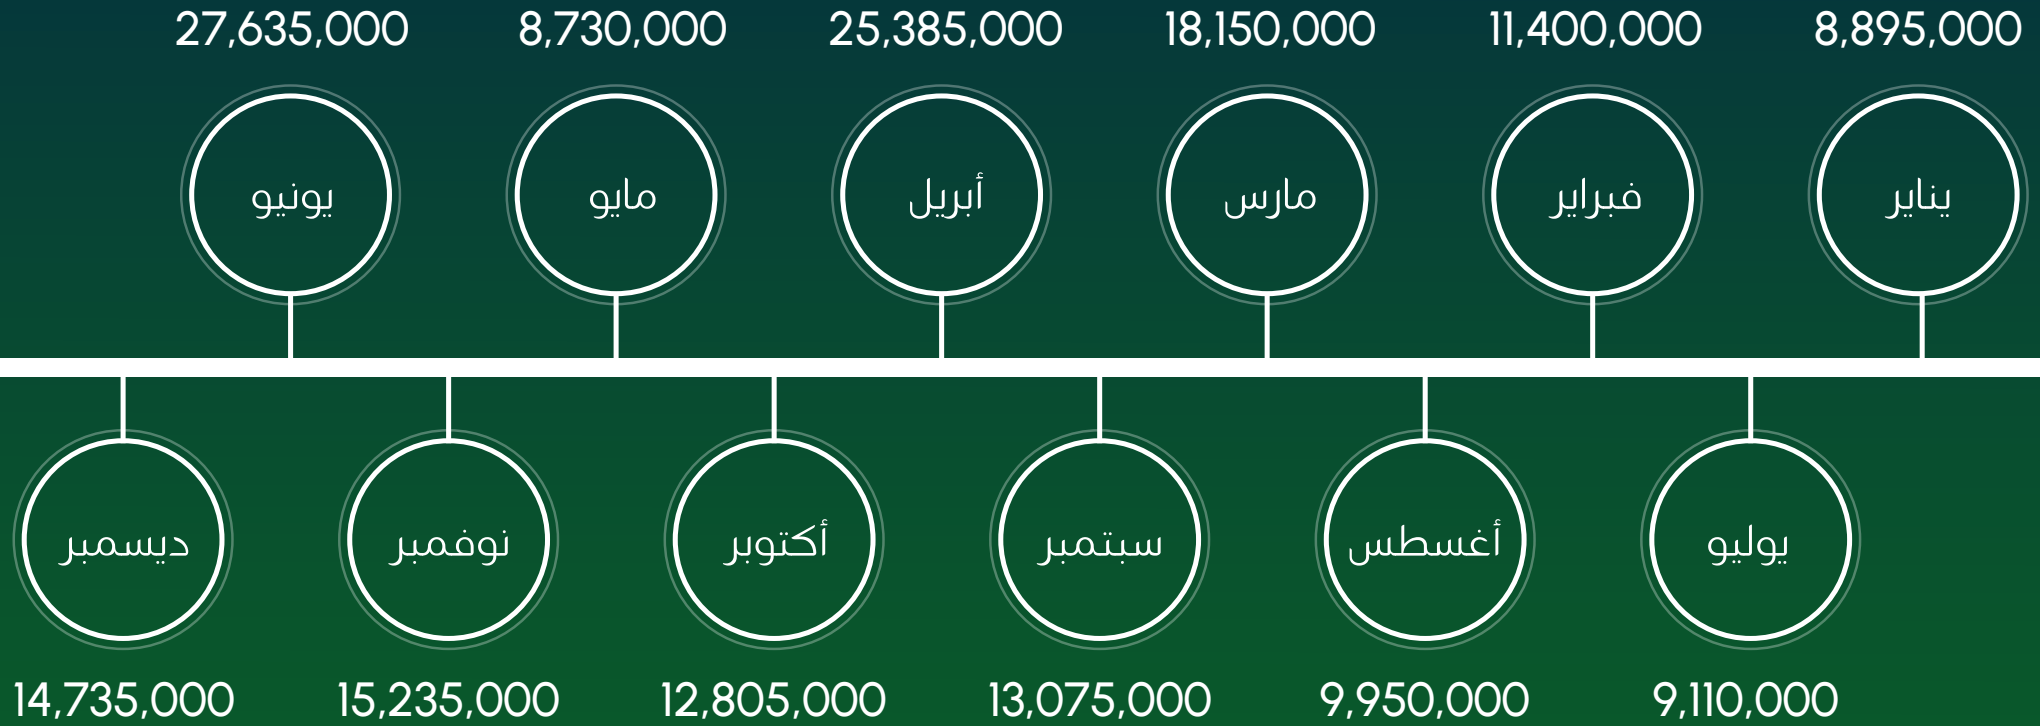 8,895,000
يناير
11,400,000
فبراير
18,150,000
مارس
25,385,000
أبريل
8,730,000
مايو
27,635,000
يونيو
يوليو
9,110,000
أغسطس
9,950,000
سبتمبر
13,075,000
أكتوبر
12,805,000
نوفمبر
15,235,000
ديسمبر
14,735,000